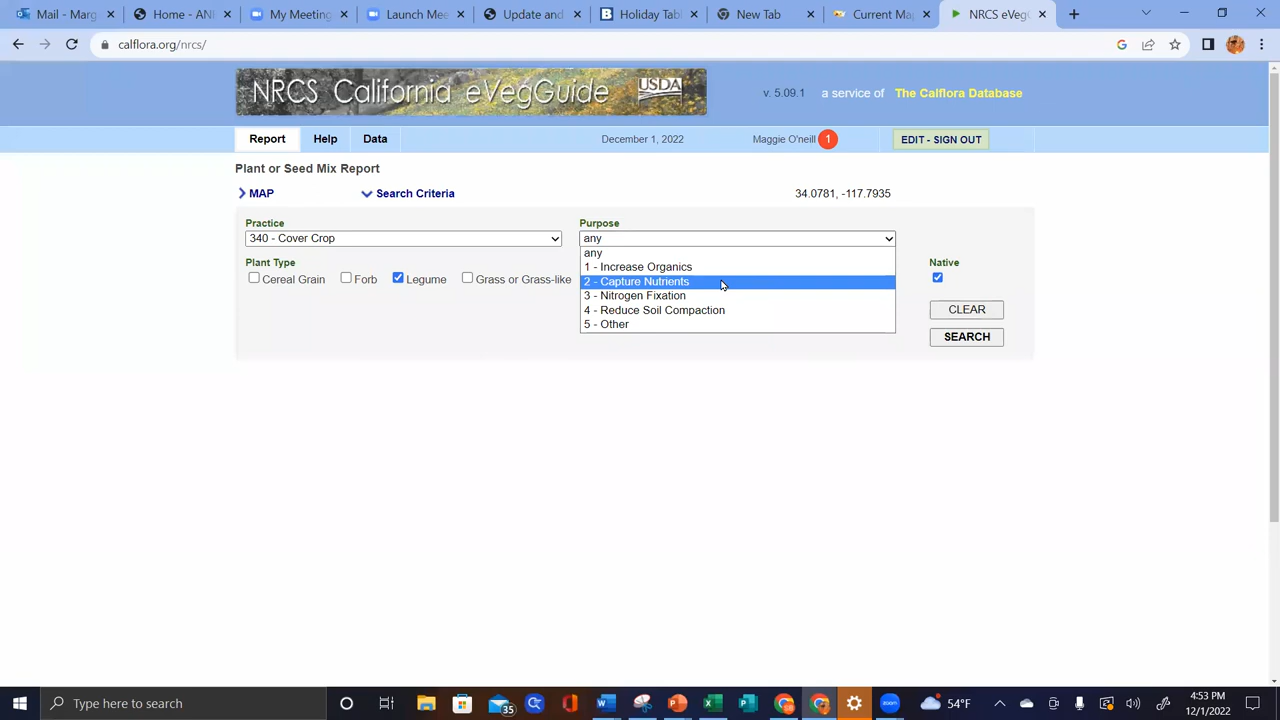 Mail - Marg
Home - ANI
My Meeting
Launch Mee
Update and
Holiday Tabl
New Tab
Current Map
NRCS eVegG
calflora.org/nrcs/
NRCS California eVegGuide
USDA
v. 5.09.1
a service of The Calflora Database
Report
Help
Data
December 1, 2022
Maggie O'neill
1
EDIT - SIGN OUT
Plant or Seed Mix Report
MAP
Search Criteria
34.0781, -117.7935
Practice
Purpose
340 - Cover Crop
any
any
1 - Increase Organics
2 - Capture Nutrients
3 - Nitrogen Fixation
4 - Reduce Soil Compaction
5 - Other
Plant Type
Native
Cereal Grain
Forb
Legume
Grass or Grass-like
CLEAR
SEARCH
Type here to search
35
zoom
54°F
4:53 PM
12/1/2022